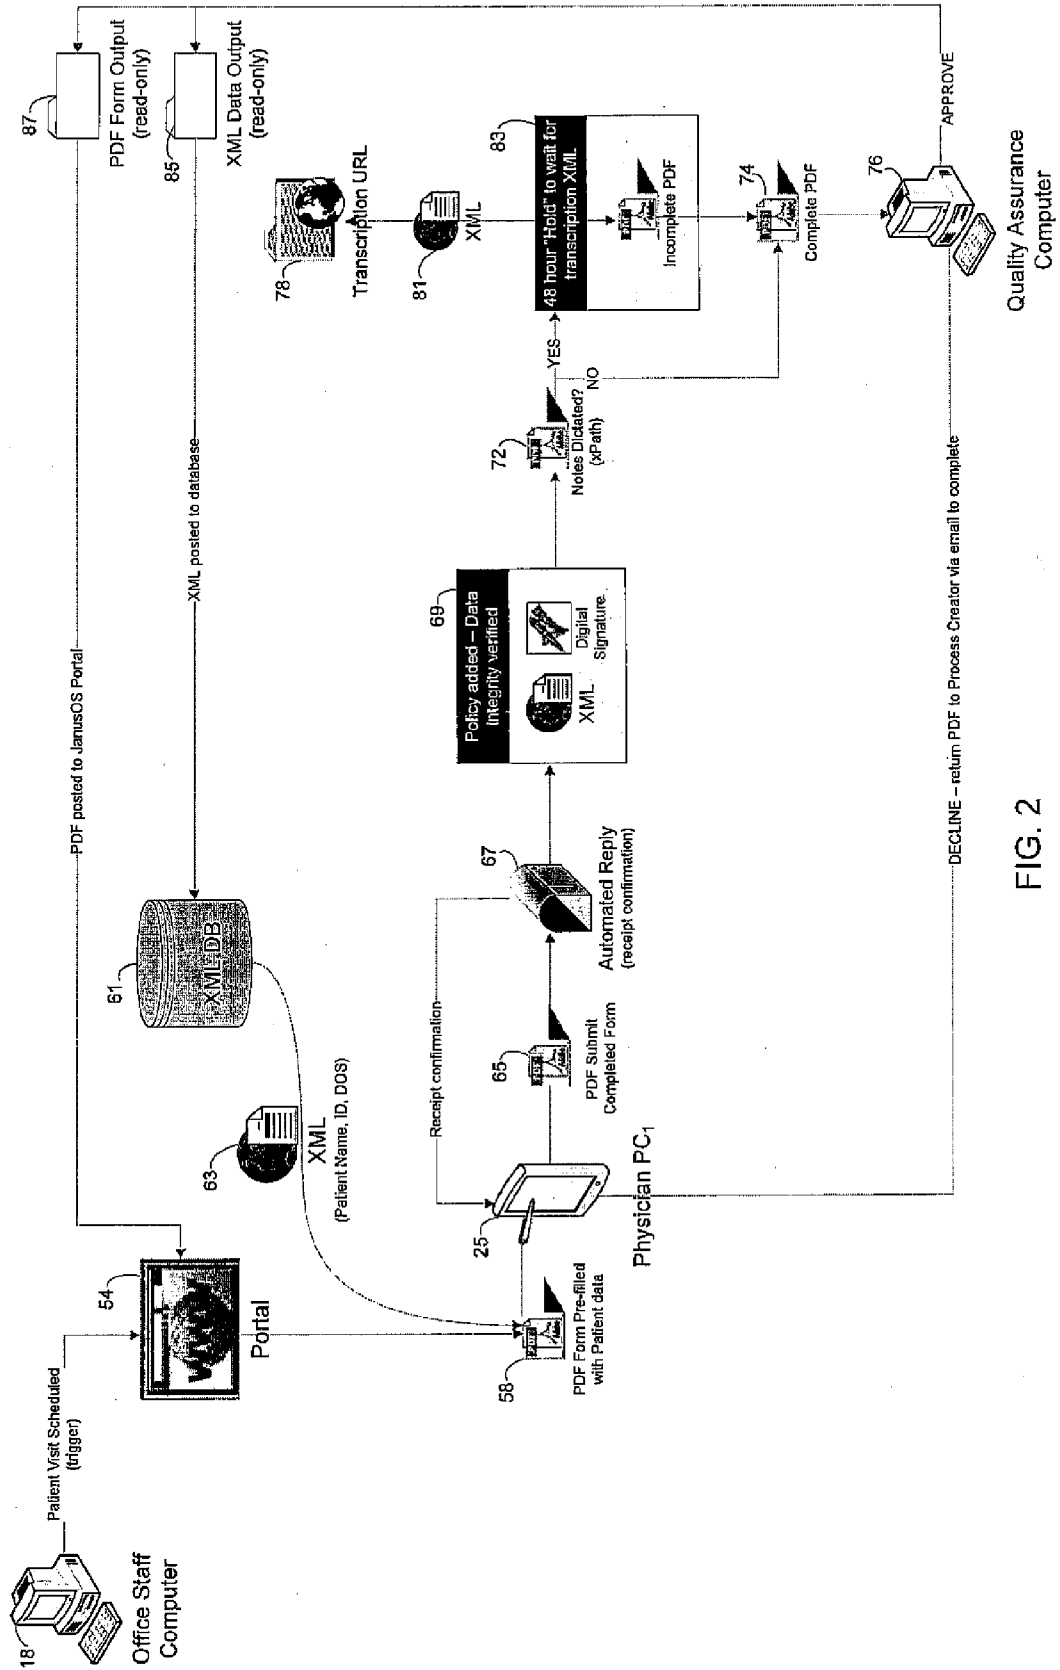 18
Office Staff
Computer
Patient Visit Scheduled
(trigger)
54
Portal
PDF posted to JanusOS Portal
87
PDF Form Output
(read-only)
85
XML Data Output
(read-only)
XML posted to database
61
XML DB
63
XML
(Patient Name, ID, DOS)
58
PDF Form Pre-filled
with Patient data
25
Physician PC1
Receipt confirmation
65
PDF Submit
Completed Form
67
Automated Reply
(receipt confirmation)
69
Policy added – Data
Integrity verified
XML
Digital
Signature
72
Notes Dictated?
(xPath)
YES
NO
78
Transcription URL
81
XML
83
48 hour "Hold" to wait for
transcription XML
Incomplete PDF
74
Complete PDF
76
Quality Assurance
Computer
APPROVE
DECLINE – return PDF to Process Creator via email to complete
FIG. 2